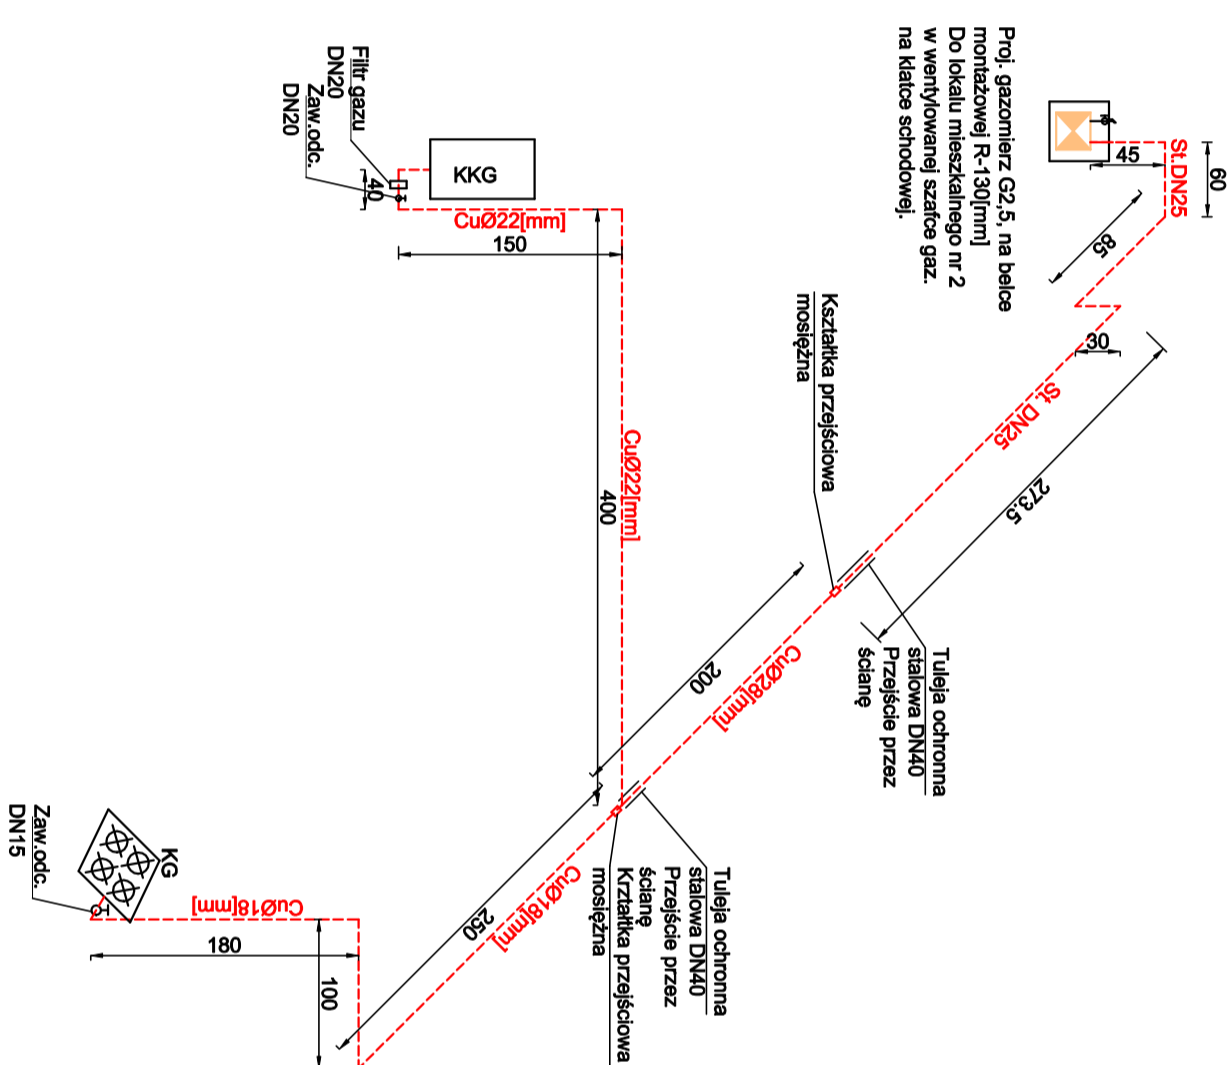 Proj. gazomierz G2,5, na belce
montażowej R-130[mm]
Do lokalu mieszkalnego nr 2
w wentylowanej szafce gaz.
na klatce schodowej.
60
St.DN25
45
85
30
St. DN25
273.5
Kształtka przejściowa
mosiężna
Tuleja ochronna
stalowa DN40
Przejście przez
ścianę
CuØ28[mm]
200
Filtr gazu
DN20
Zaw.odc.
DN20
KKG
40
CuØ22[mm]
150
CuØ22[mm]
400
Tuleja ochronna
stalowa DN40
Przejście przez
ścianę
Krztałtka przejściowa
mosiężna
CuØ18[mm]
250
KG
Zaw.odc.
DN15
CuØ18[mm]
180
100